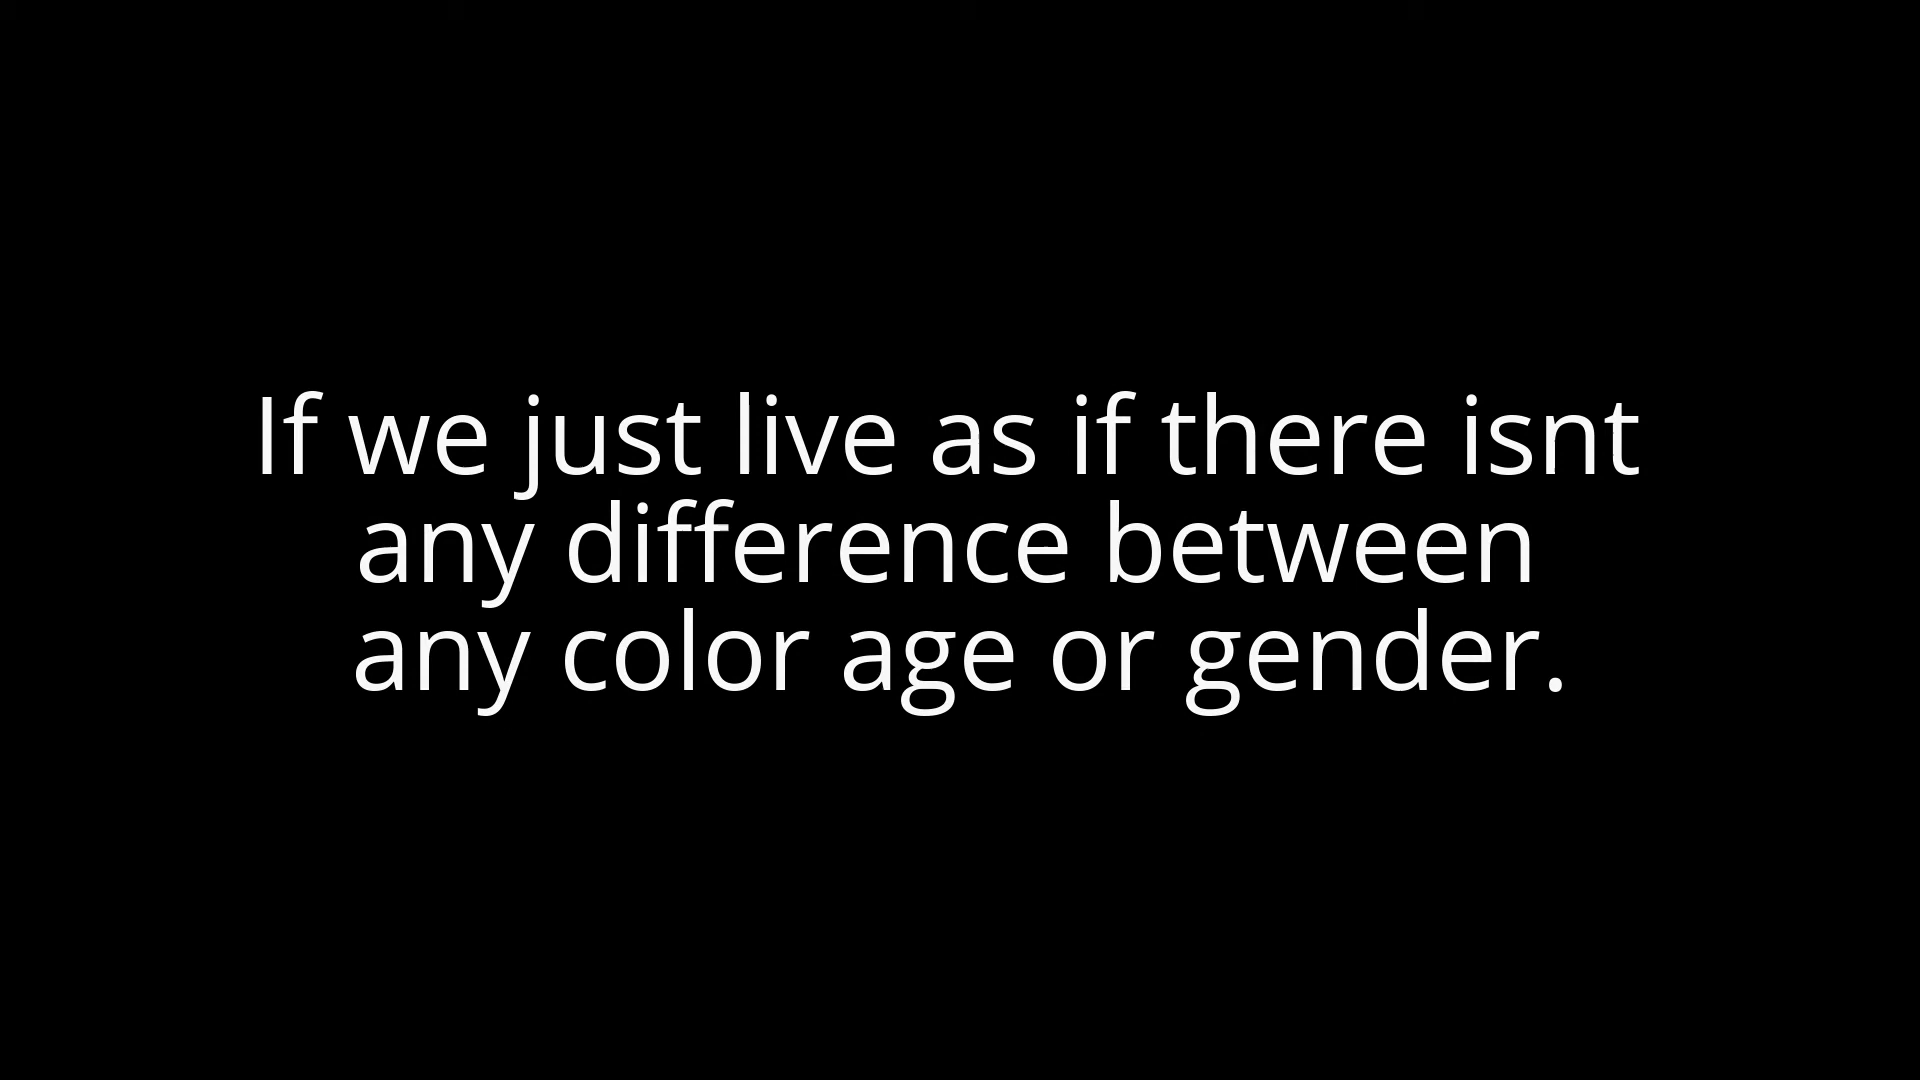 If we just live as if there isnt
any difference between
any color age or gender.